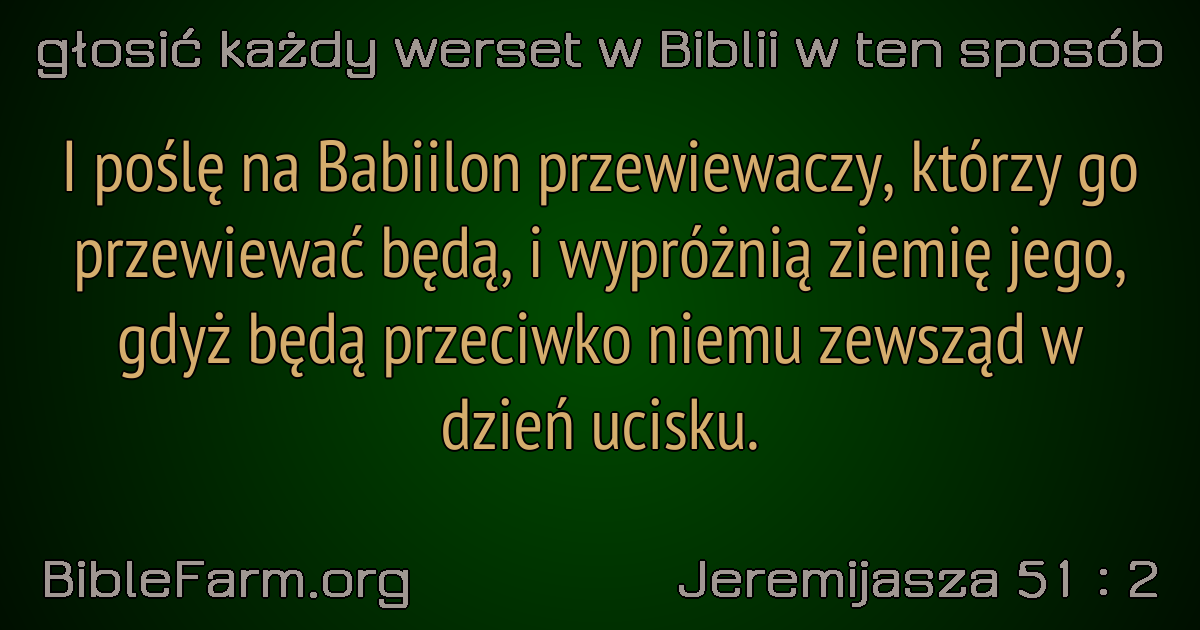 głosić każdy werset w Biblii w ten sposób
I poślę na Babiilon przewiewaczy, którzy go
przewiewać będą, i wypróżnią ziemię jego,
gdyż będą przeciwko niemu zewsząd w
dzień ucisku.
BibleFarm.org
Jeremijasza 51 : 2